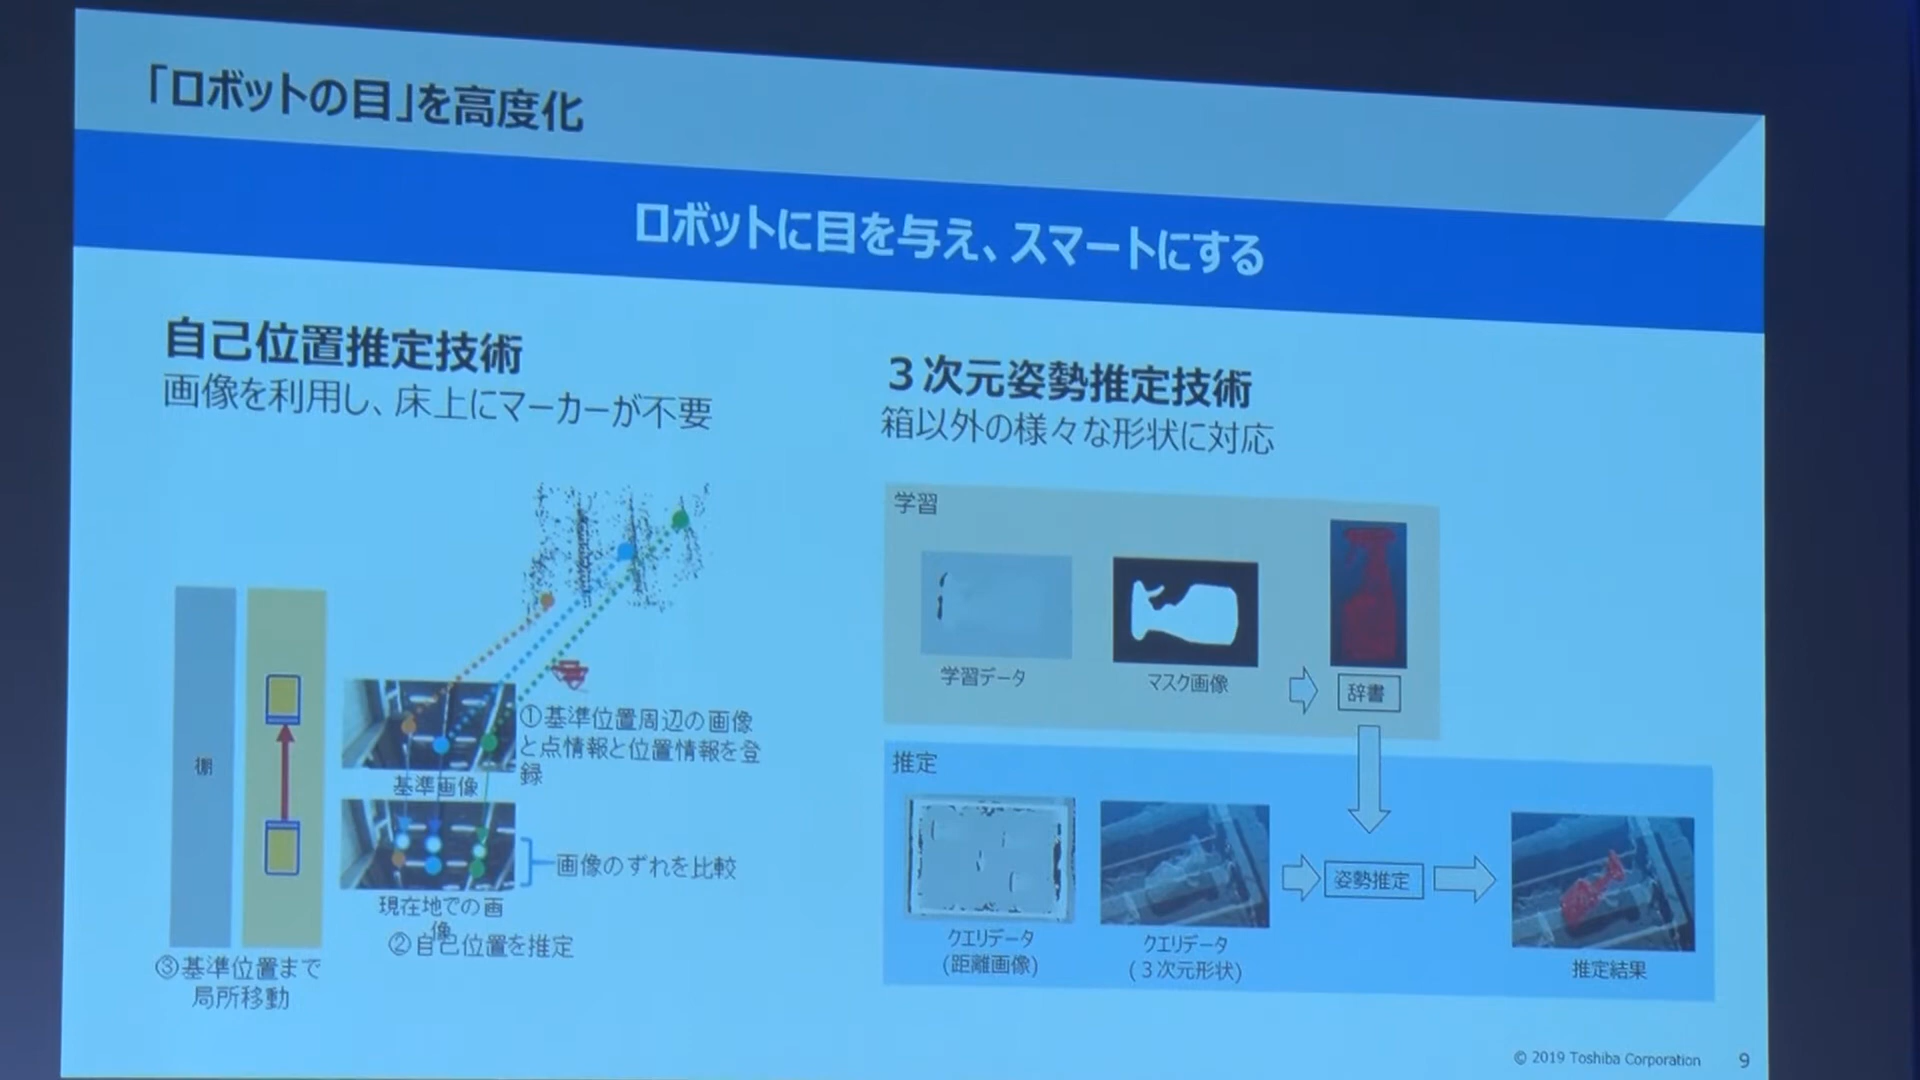 「ロボットの目」を高度化
ロボットに目を与え、スマートにする
自己位置推定技術
画像を利用し、床上にマーカーが不要
棚
基準画像
①基準位置周辺の画像
と点情報と位置情報を登
録
画像のずれを比較
現在地での画
像
②自己位置を推定
③基準位置まで
局所移動
3次元姿勢推定技術
箱以外の様々な形状に対応
学習
学習データ
マスク画像
辞書
推定
クエリデータ
(距離画像)
クエリデータ
(3次元形状)
姿勢推定
推定結果
© 2019 Toshiba Corporation
9